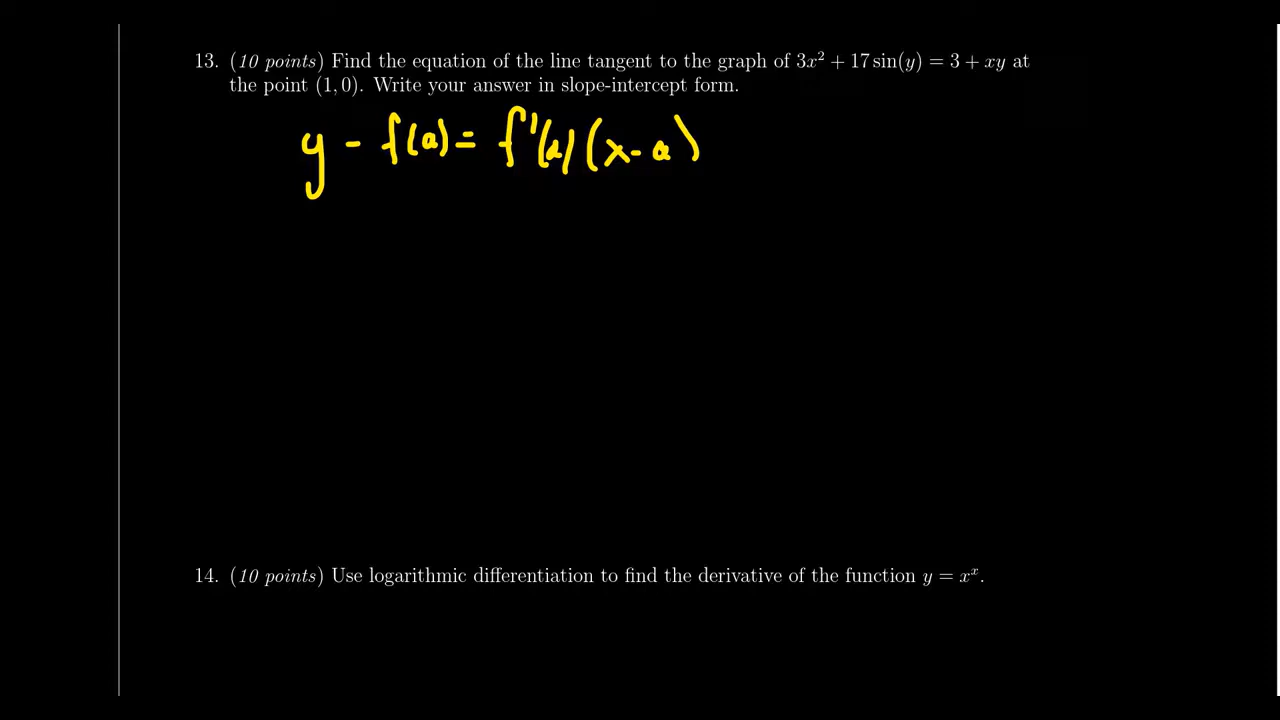 13. (10 points) Find the equation of the line tangent to the graph of 3x² + 17 sin(y) = 3 + xy at
the point (1, 0). Write your answer in slope-intercept form.
y - f(a) = f'(a) (x - a)
14. (10 points) Use logarithmic differentiation to find the derivative of the function y = xˣ.